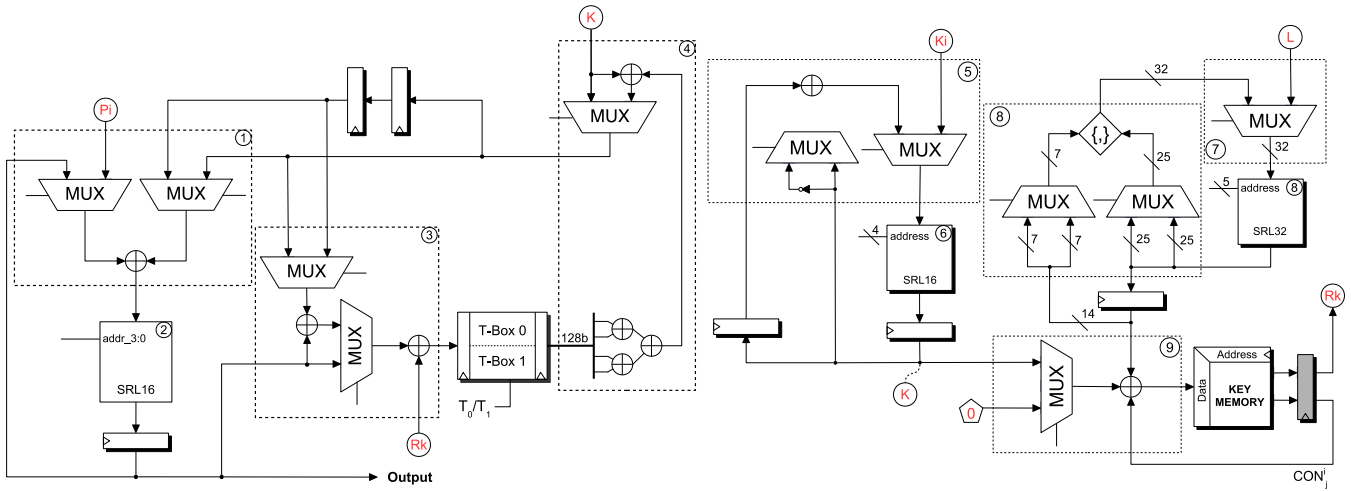 K
4
MUX
Pi
1
MUX
MUX
2
addr_3:0
SRL16
3
MUX
MUX
Rk
T-Box 0
T-Box 1
128b
T0/T1
Output
Ki
5
MUX
MUX
4
address
6
SRL16
K
0
8
{,}
32
7
25
MUX
MUX
7
7
25
25
14
L
MUX
7
32
5
address
8
SRL32
9
MUX
Address
Data
KEY
MEMORY
Rk
CONij